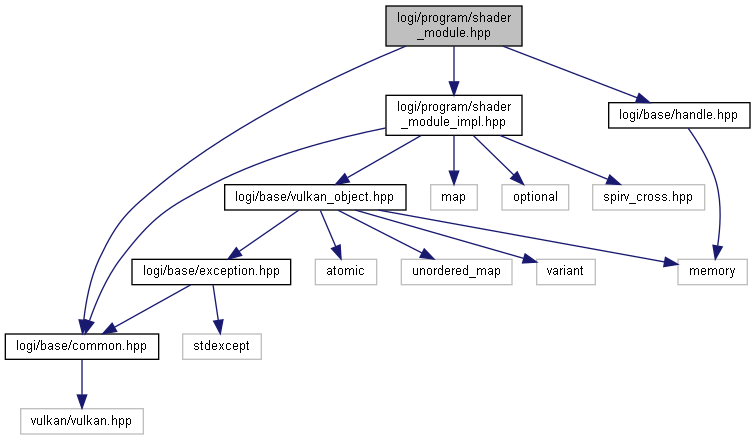 logi/program/shader
_module.hpp
logi/program/shader
_module_impl.hpp
logi/base/handle.hpp
logi/base/vulkan_object.hpp
map
optional
spirv_cross.hpp
logi/base/exception.hpp
atomic
unordered_map
variant
memory
logi/base/common.hpp
stdexcept
vulkan/vulkan.hpp